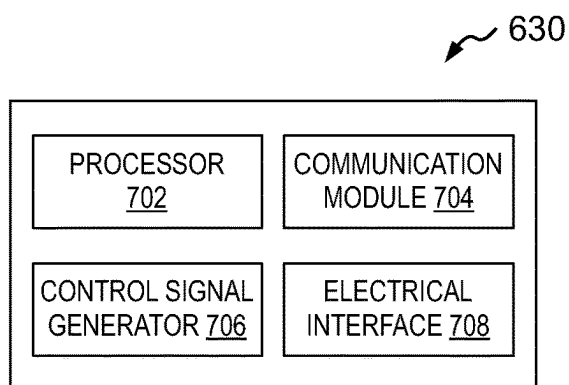 630
PROCESSOR
702
COMMUNICATION
MODULE 704
CONTROL SIGNAL
GENERATOR 706
ELECTRICAL
INTERFACE 708